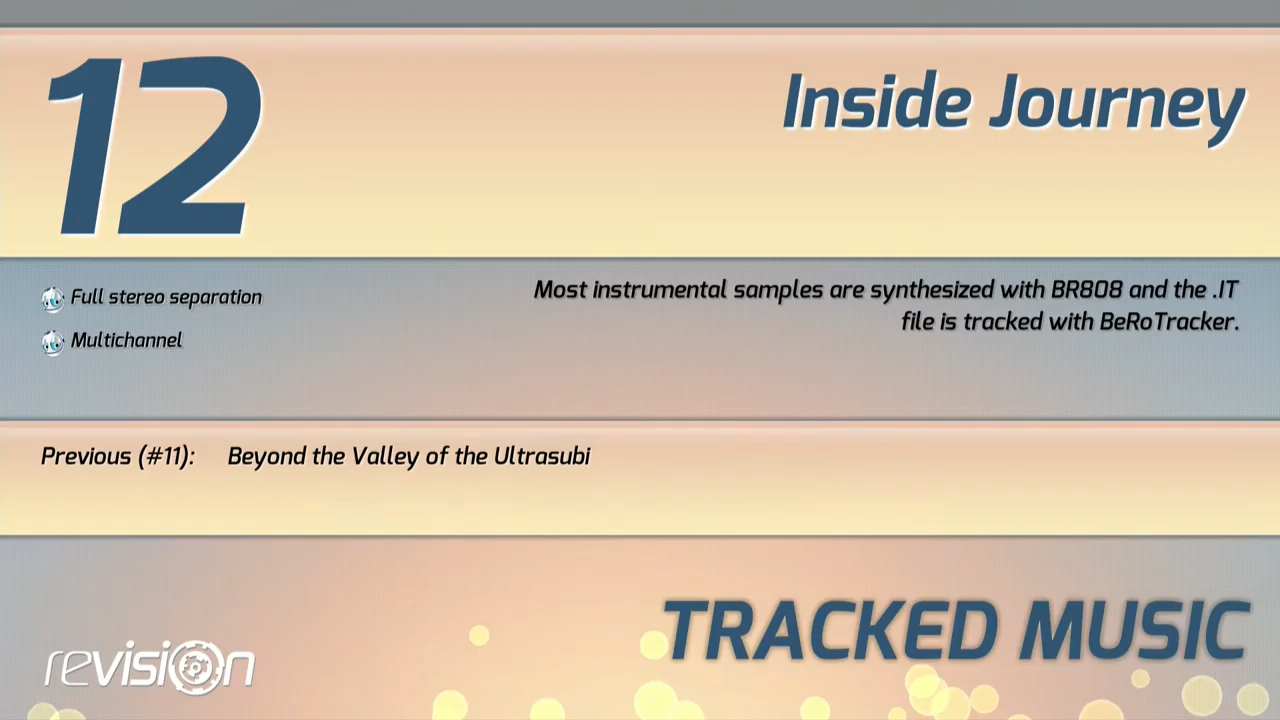 12
Inside Journey
Full stereo separation
Multichannel
Most instrumental samples are synthesized with BR808 and the .IT
file is tracked with BeRoTracker.
Previous (#11): Beyond the Valley of the Ultrasubi
TRACKED MUSIC
revision